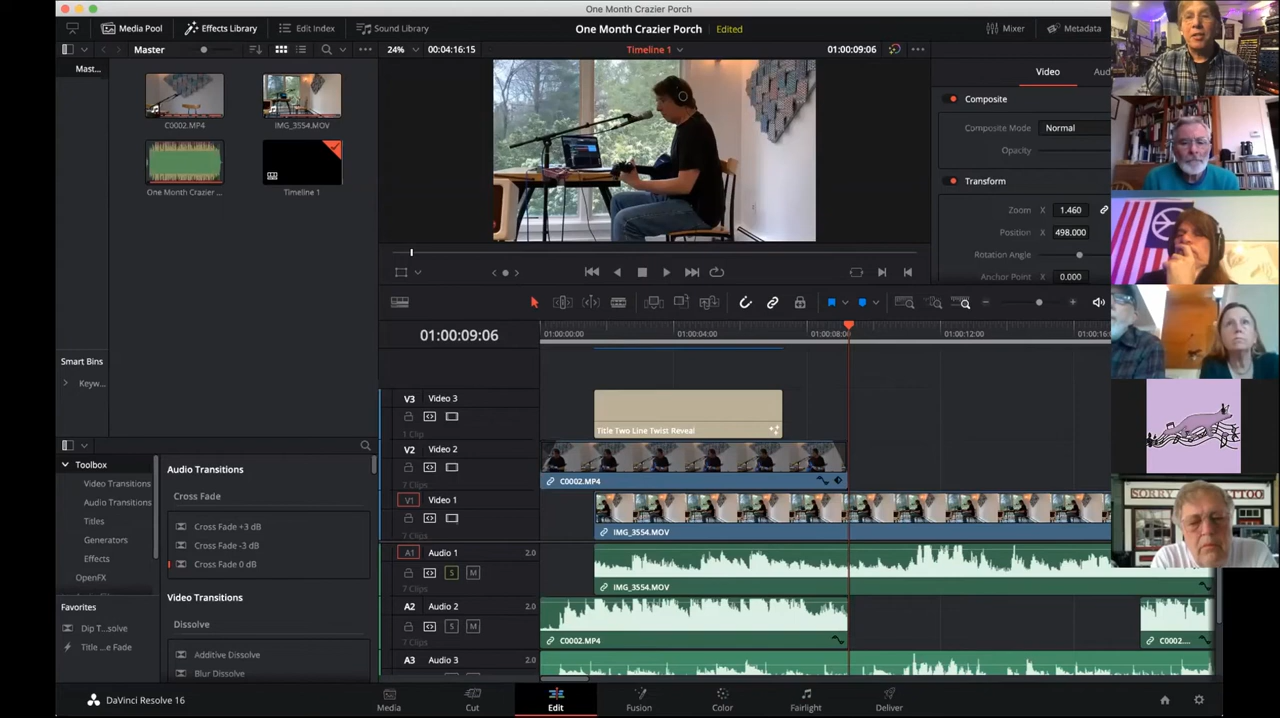 One Month Crazier Porch
Media Pool
Effects Library
Edit Index
Sound Library
One Month Crazier Porch
Edited
Mixer
Metadata
Master
24%
00:04:16:15
Timeline 1
01:00:09:06
Mast...
C0002.MP4
IMG_3554.MOV
One Month Crazier ...
Timeline 1
Video
Aud
Composite
Composite Mode
Normal
Opacity
Transform
Zoom
X
1.460
Position
X
498.000
Rotation Angle
Anchor Point
X
0.000
01:00:09:06
01:00:00:00
01:00:04:00
01:00:08:00
01:00:12:00
01:00:16:0
Smart Bins
Keyw...
V3
Video 3
1 Clip
Title Two Line Twist Reveal
V2
Video 2
7 Clips
C0002.MP4
V1
Video 1
7 Clips
IMG_3554.MOV
A1
Audio 1
2.0
S
M
7 Clips
IMG_3554.MOV
A2
Audio 2
2.0
S
M
7 Clips
C0002.MP4
C0002....
A3
Audio 3
2.0
Toolbox
Video Transitions
Audio Transitions
Titles
Generators
Effects
OpenFX
Favorites
Dip T...solve
Title ...e Fade
Audio Transitions
Cross Fade
Cross Fade +3 dB
Cross Fade -3 dB
Cross Fade 0 dB
Video Transitions
Dissolve
Additive Dissolve
Blur Dissolve
SORRY
TTOO
DaVinci Resolve 16
Media
Cut
Edit
Fusion
Color
Fairlight
Deliver